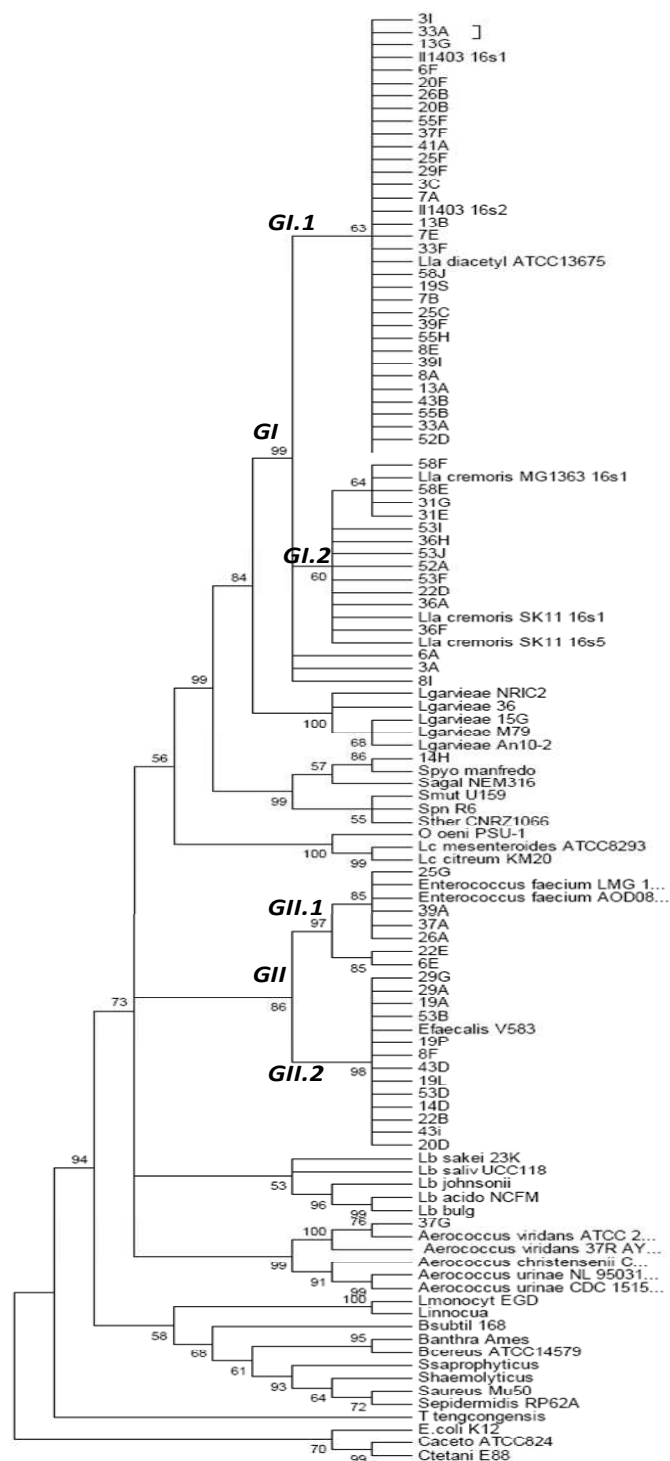 3I
33A ]
13G
Il1403 16s1
6F
20F
26B
20B
55F
37F
41A
25F
29F
3C
7A
Il1403 16s2
13B
GI.1
63
7E
33F
Lla diacetyl ATCC13675
58J
19S
7B
25C
39F
55H
8E
39I
8A
13A
43B
55B
33A
52D
GI
99
58F
Lla cremoris MG1363 16s1
64
58E
31G
31E
53I
36H
53J
GI.2
52A
60
53F
22D
84
36A
Lla cremoris SK11 16s1
36F
Lla cremoris SK11 16s5
6A
3A
8I
99
Lgarvieae NRIC2
Lgarvieae 36
100
Lgarvieae 15G
Lgarvieae M79
68
Lgarvieae An10-2
86
14H
57
Spyo manfredo
56
Sagal NEM316
Smut U159
99
Spn R6
55
Sther CNRZ1066
O oeni PSU-1
100
Lc mesenteroides ATCC8293
99
Lc citreum KM20
25G
Enterococcus faecium LMG 1...
85
Enterococcus faecium AOD08...
GII.1
39A
97
37A
26A
22E
85
6E
GII
29G
29A
73
86
19A
53B
Efaecalis V583
19P
8F
GII.2
98
43D
19L
53D
14D
22B
43i
20D
94
Lb sakei 23K
Lb saliv UCC118
53
Lb johnsonii
96
Lb acido NCFM
99
Lb bulg
76
37G
100
Aerococcus viridans ATCC 2...
Aerococcus viridans 37R AY...
99
Aerococcus christensenii C...
91
Aerococcus urinae NL 95031...
99
Aerococcus urinae CDC 1515...
100
Lmonocyt EGD
Linnocua
58
Bsubtil 168
68
95
Banthra Ames
Bcereus ATCC14579
61
Ssaprophyticus
93
Shaemolyticus
64
Saureus Mu50
72
Sepidermidis RP62A
T tengcongensis
E.coli K12
70
Caceto ATCC824
99
Ctetani E88